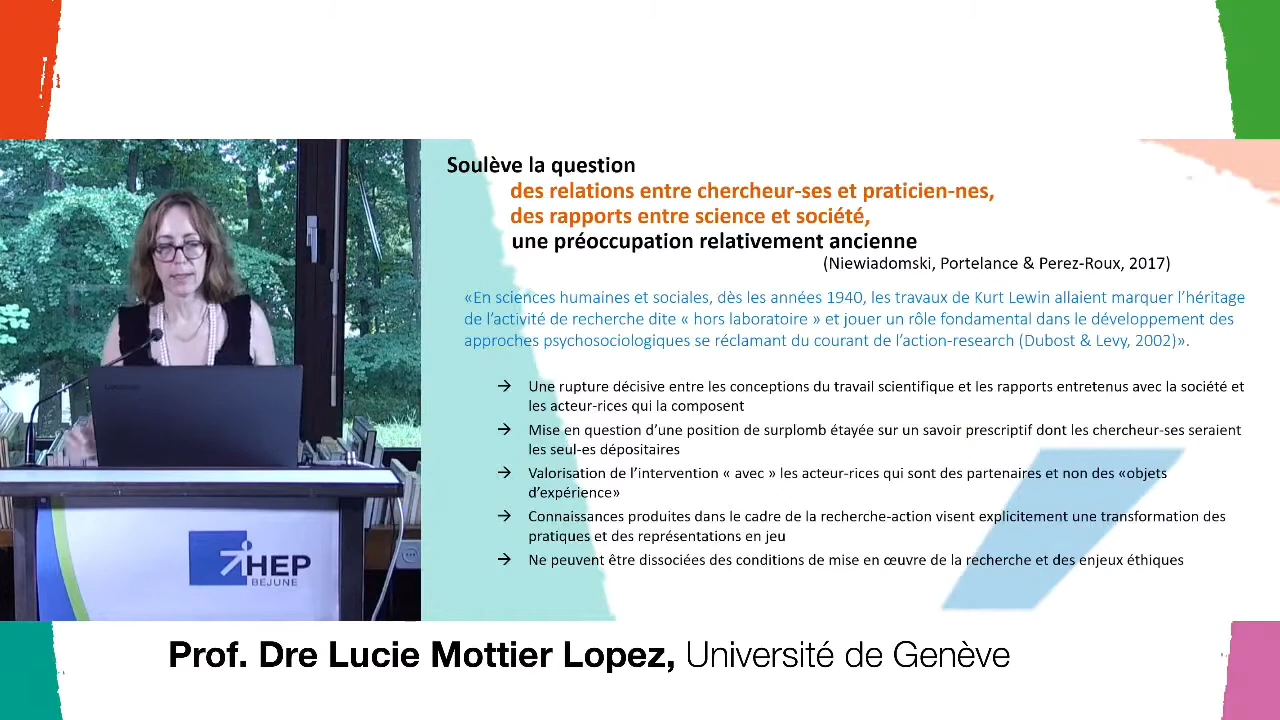 Soulève la question
des relations entre chercheur-ses et praticien-nes,
des rapports entre science et société,
une préoccupation relativement ancienne
(Niewiadomski, Portelance & Perez-Roux, 2017)
«En sciences humaines et sociales, dès les années 1940, les travaux de Kurt Lewin allaient marquer l'héritage
de l'activité de recherche dite « hors laboratoire » et jouer un rôle fondamental dans le développement des
approches psychosociologiques se réclamant du courant de l'action-research (Dubost & Levy, 2002)».
→ Une rupture décisive entre les conceptions du travail scientifique et les rapports entretenus avec la société et
les acteur-rices qui la composent
→ Mise en question d'une position de surplomb étayée sur un savoir prescriptif dont les chercheur-ses seraient
les seul-es dépositaires
→ Valorisation de l'intervention « avec » les acteur-rices qui sont des partenaires et non des «objets
d'expérience»
→ Connaissances produites dans le cadre de la recherche-action visent explicitement une transformation des
pratiques et des représentations en jeu
→ Ne peuvent être dissociées des conditions de mise en œuvre de la recherche et des enjeux éthiques
HEP
BEJUNE
Prof. Dre Lucie Mottier Lopez, Université de Genève